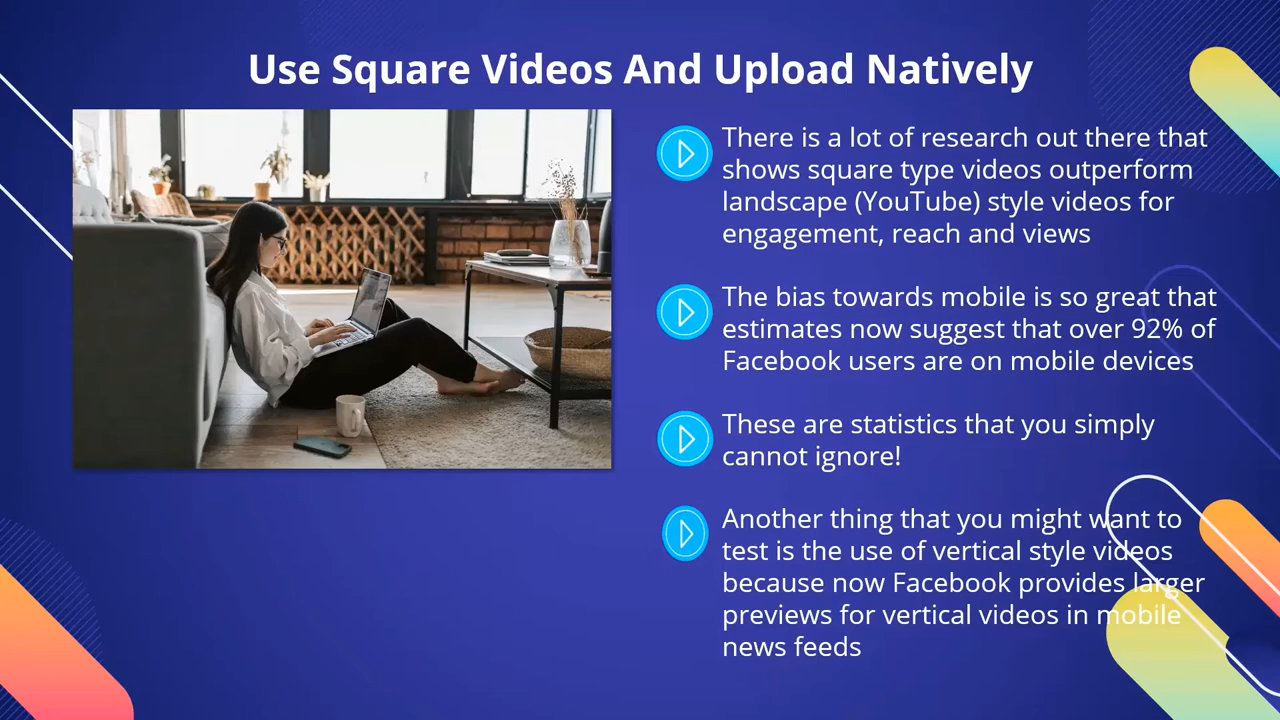 Use Square Videos And Upload Natively
There is a lot of research out there that
shows square type videos outperform
landscape (YouTube) style videos for
engagement, reach and views
The bias towards mobile is so great that
estimates now suggest that over 92% of
Facebook users are on mobile devices
These are statistics that you simply
cannot ignore!
Another thing that you might want to
test is the use of vertical style videos
because now Facebook provides larger
previews for vertical videos in mobile
news feeds